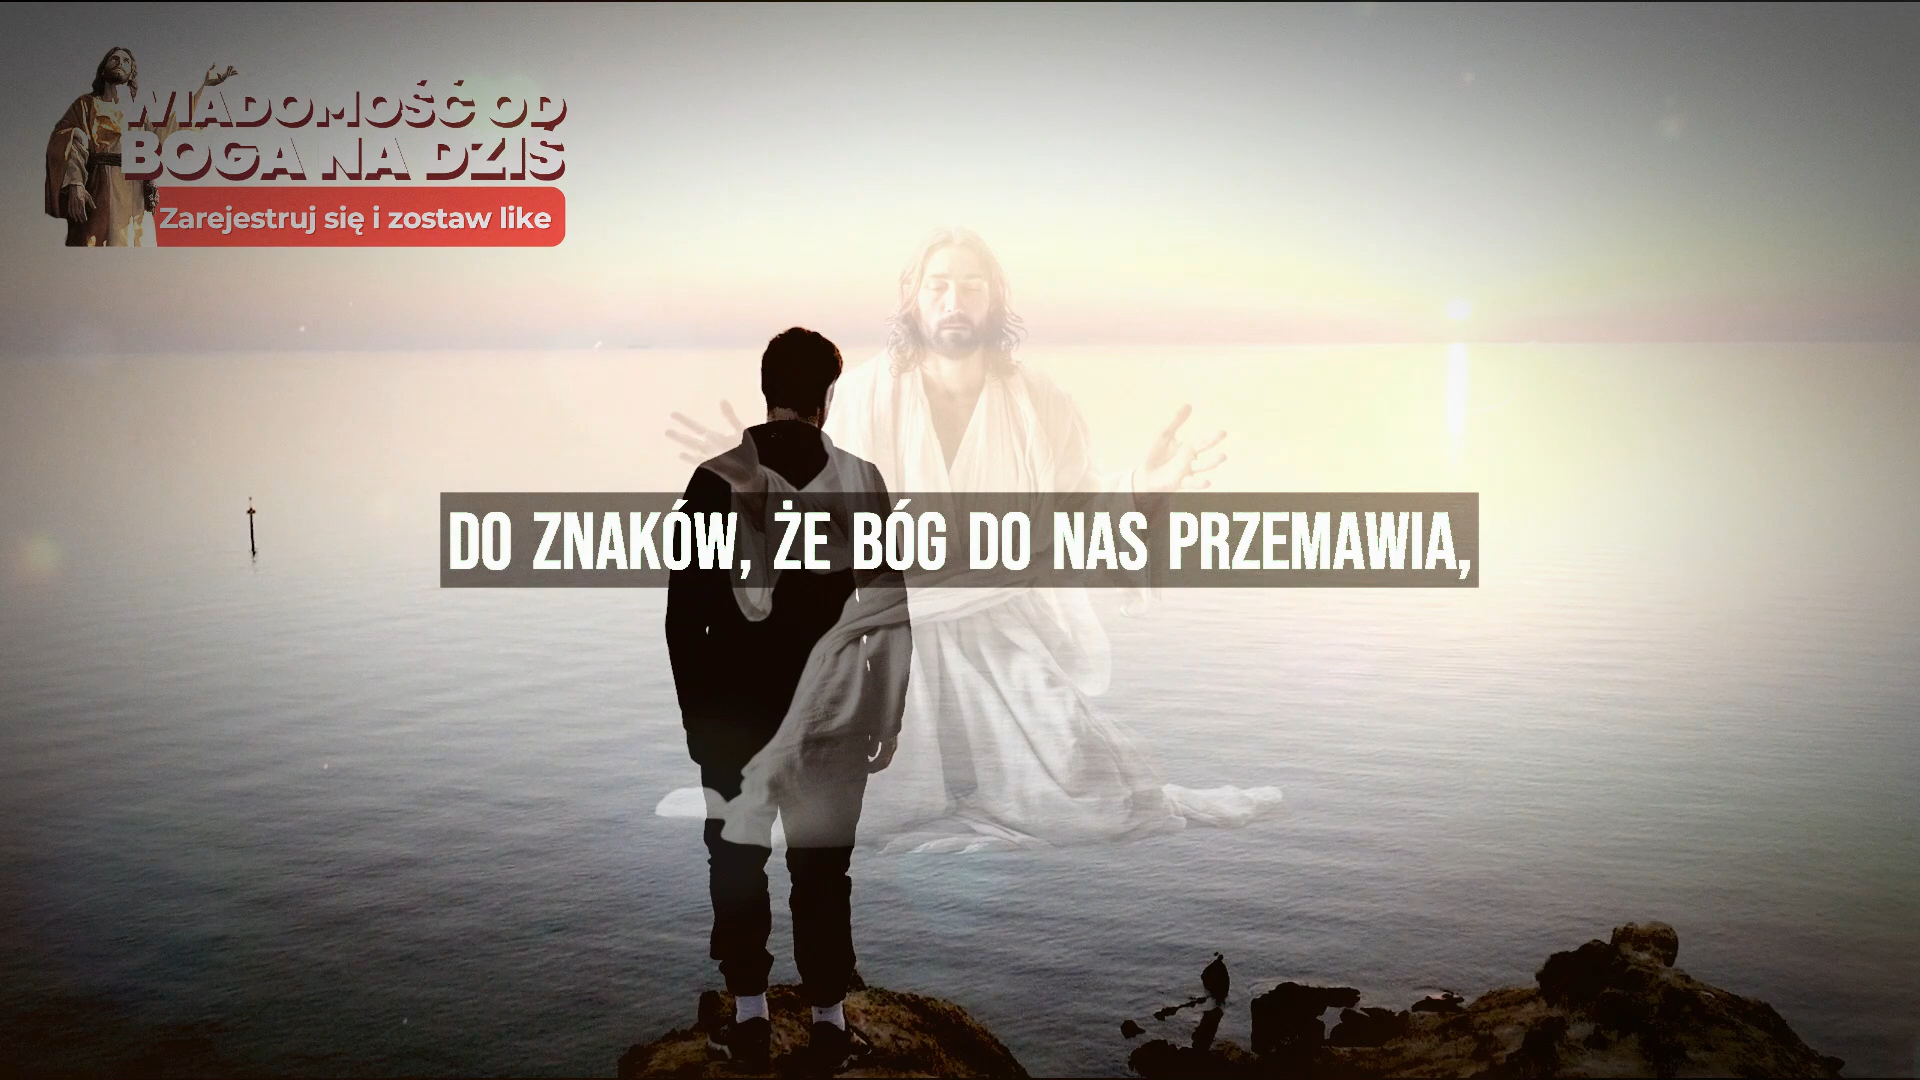 WIADOMOŚĆ OD
BOGA NA DZIŚ
Zarejestruj się i zostaw like
DO ZNAKÓW, ŻE BÓG DO NAS PRZEMAWIA,